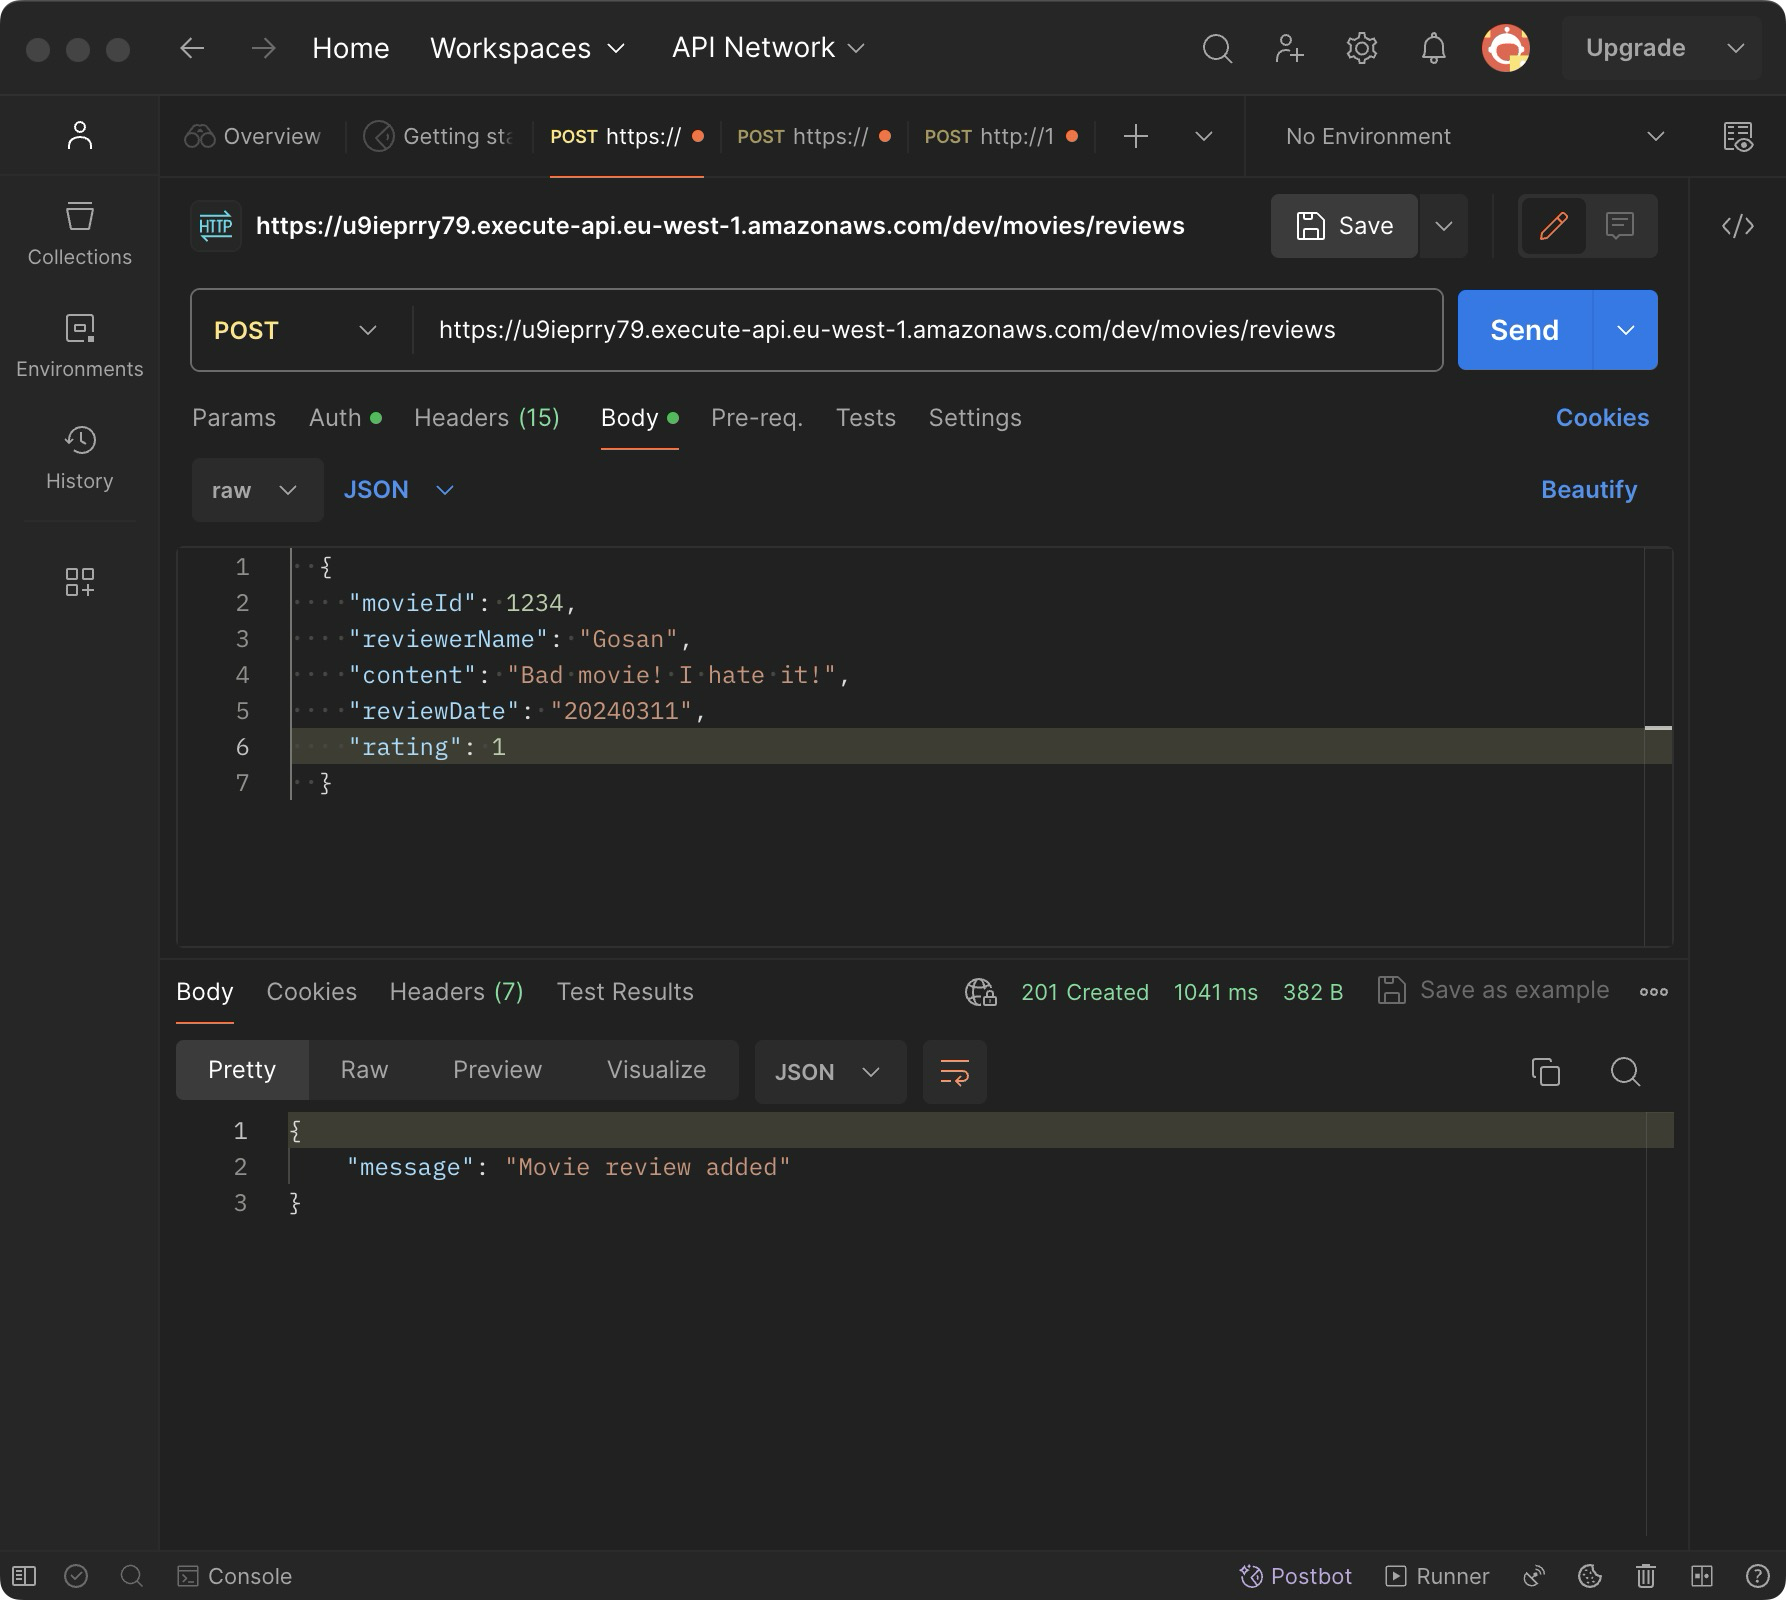 Home Workspaces API Network Upgrade
Overview Getting sta POST https:// POST https:// POST http://1 No Environment
HTTP https://u9ieprry79.execute-api.eu-west-1.amazonaws.com/dev/movies/reviews Save
Collections
Environments
History
POST https://u9ieprry79.execute-api.eu-west-1.amazonaws.com/dev/movies/reviews Send
Params Auth Headers (15) Body Pre-req. Tests Settings Cookies
raw JSON Beautify
1 {
2 "movieId": 1234,
3 "reviewerName": "Gosan",
4 "content": "Bad movie! I hate it!",
5 "reviewDate": "20240311",
6 "rating": 1
7 }
Body Cookies Headers (7) Test Results 201 Created 1041 ms 382 B Save as example
Pretty Raw Preview Visualize JSON
1 {
2 "message": "Movie review added"
3 }
Console Postbot Runner